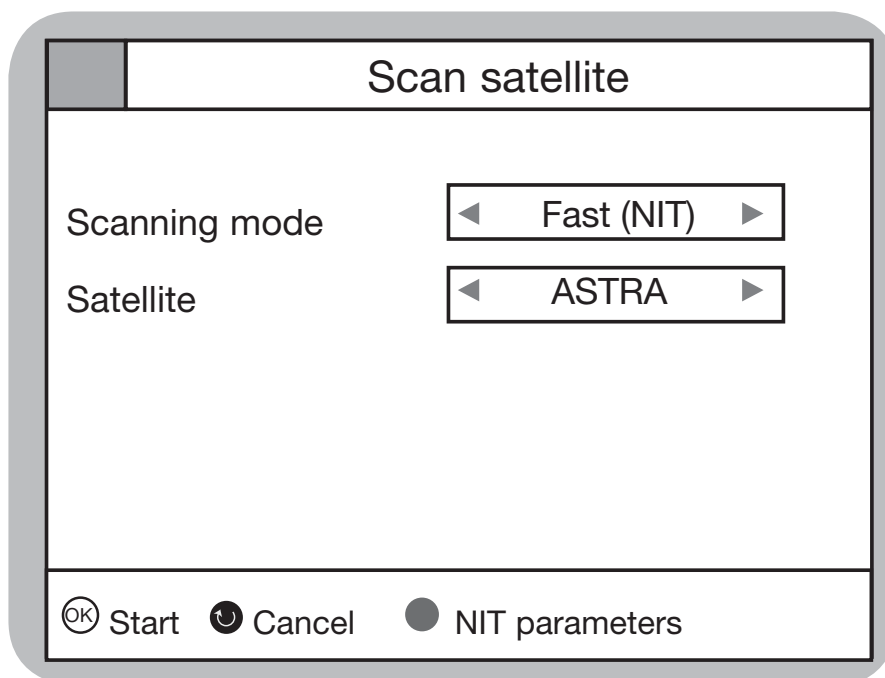 Scan satellite
Scanning mode
Fast (NIT)
Satellite
ASTRA
OK Start Cancel NIT parameters